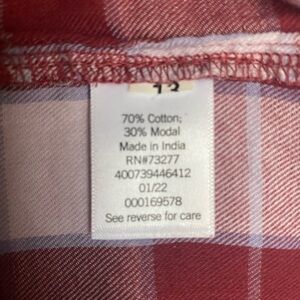 70% Cotton;
30% Modal
Made in India
RN#73277
400739446412
01/22
000169578
See reverse for care